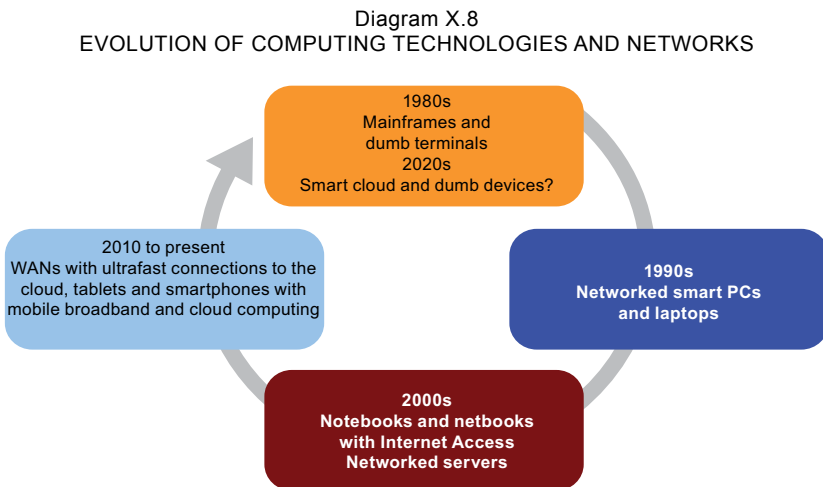 Diagram X.8
EVOLUTION OF COMPUTING TECHNOLOGIES AND NETWORKS
1980s
Mainframes and
dumb terminals
2020s
Smart cloud and dumb devices?
1990s
Networked smart PCs
and laptops
2000s
Notebooks and netbooks
with Internet Access
Networked servers
2010 to present
WANs with ultrafast connections to the
cloud, tablets and smartphones with
mobile broadband and cloud computing